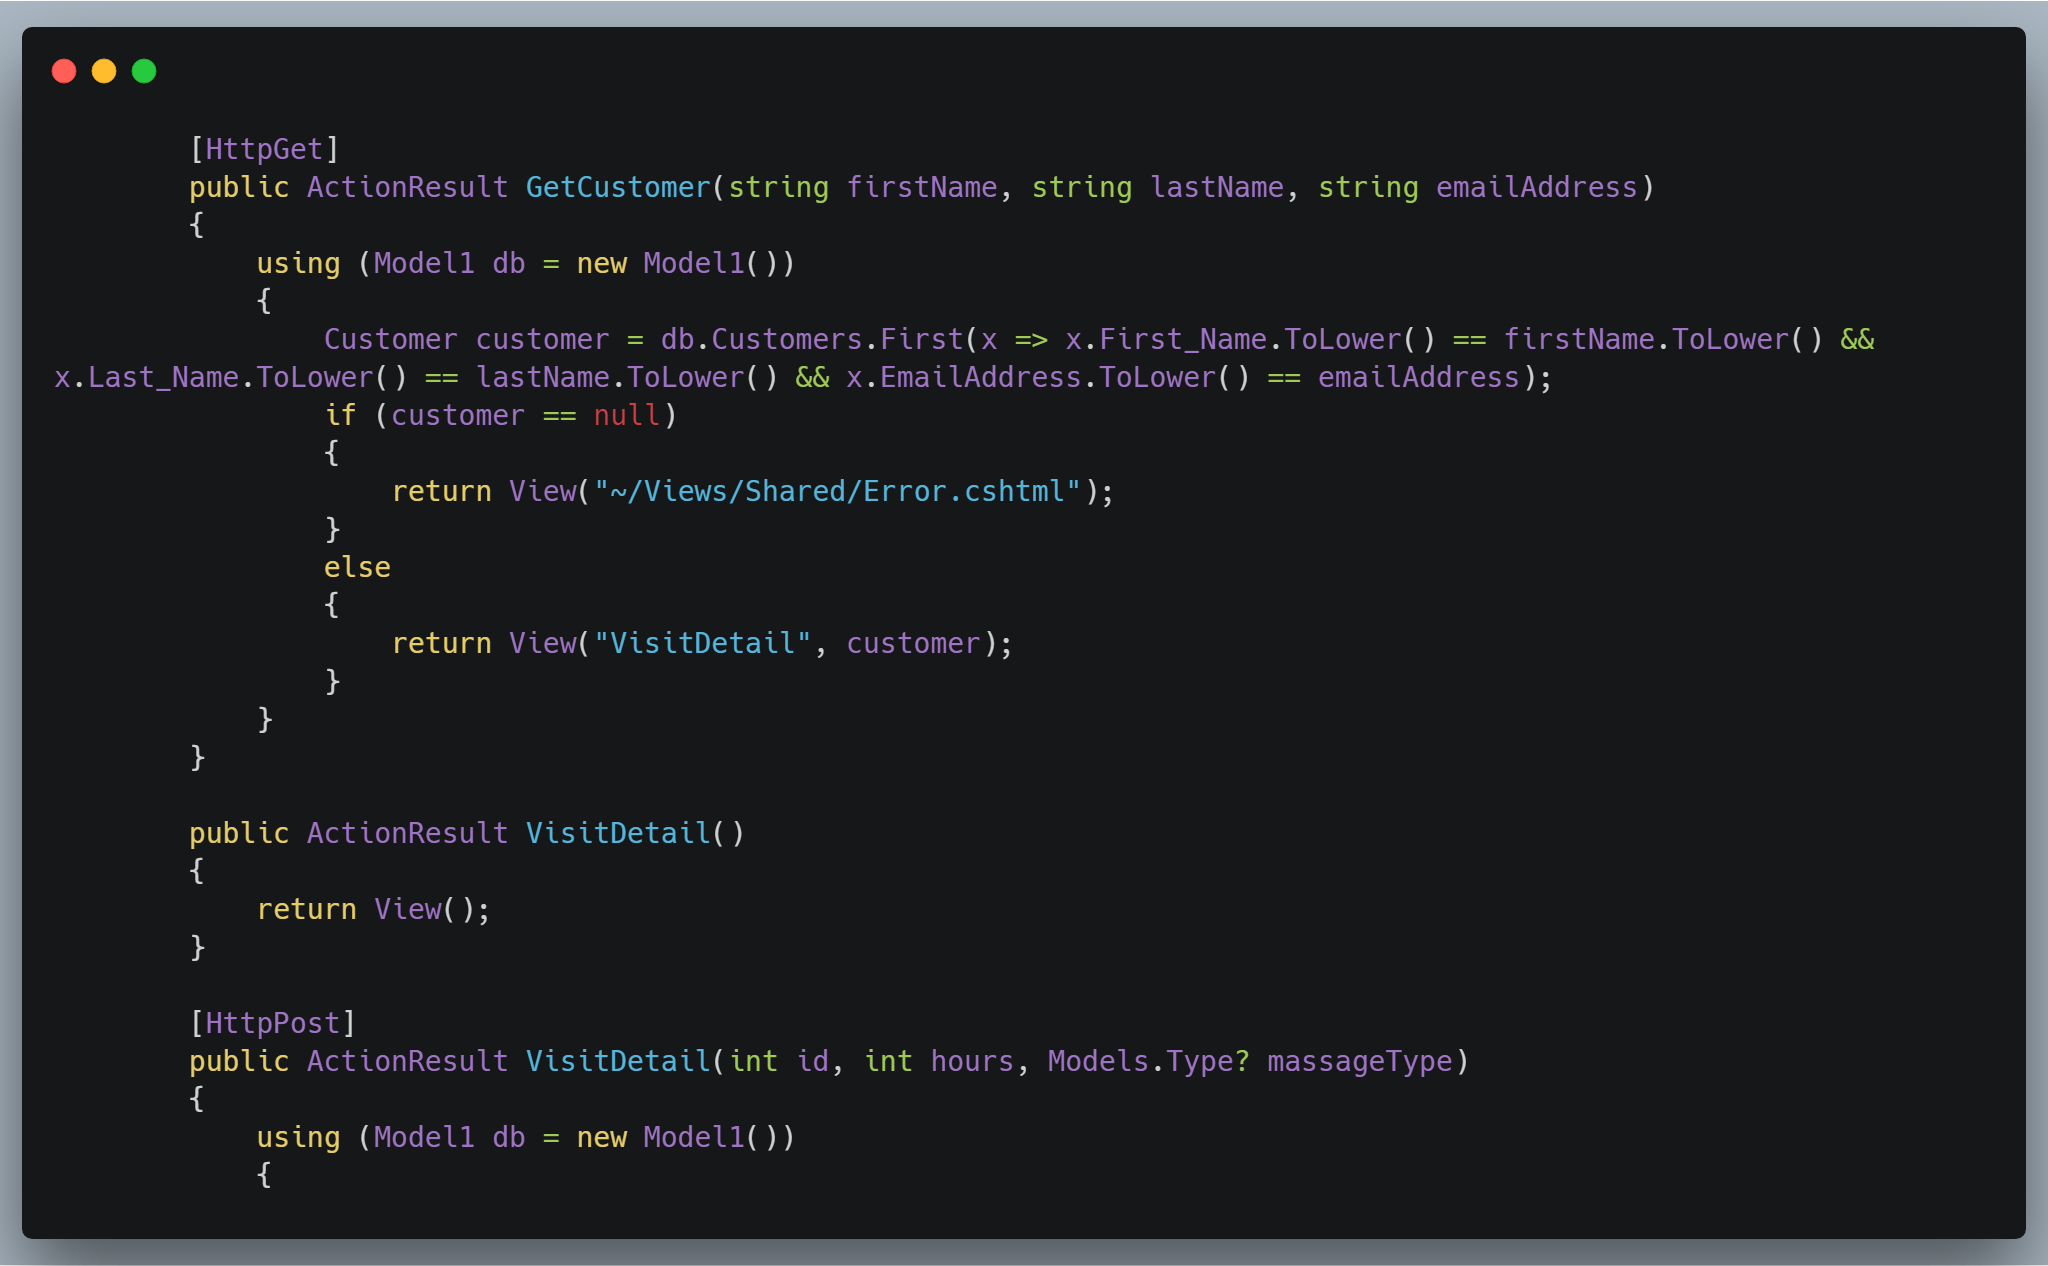 [HttpGet]
public ActionResult GetCustomer(string firstName, string lastName, string emailAddress)
{
using (Model1 db = new Model1())
{
Customer customer = db.Customers.First(x => x.First_Name.ToLower() == firstName.ToLower() &&
x.Last_Name.ToLower() == lastName.ToLower() && x.EmailAddress.ToLower() == emailAddress);
if (customer == null)
{
return View("~/Views/Shared/Error.cshtml");
}
else
{
return View("VisitDetail", customer);
}
}
}
public ActionResult VisitDetail()
{
return View();
}
[HttpPost]
public ActionResult VisitDetail(int id, int hours, Models.Type? massageType)
{
using (Model1 db = new Model1())
{